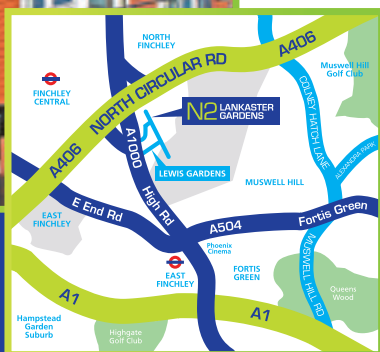 NORTH
FINCHLEY
A406
Muswell Hill
Golf Club
FINCHLEY
CENTRAL
NORTH CIRCULAR RD
COLNEY HATCH LANE
N2 LANKASTER
GARDENS
A1000
ALEXANDRA PARK
A406
LEWIS GARDENS
MUSWELL HILL
High Rd
E End Rd
EAST
FINCHLEY
A504
Fortis Green
Phoenix
Cinema
MUSWELL HILL RD
EAST
FINCHLEY
FORTIS
GREEN
Queens
Wood
A1
A1
Hampstead
Garden
Suburb
Highgate
Golf Club